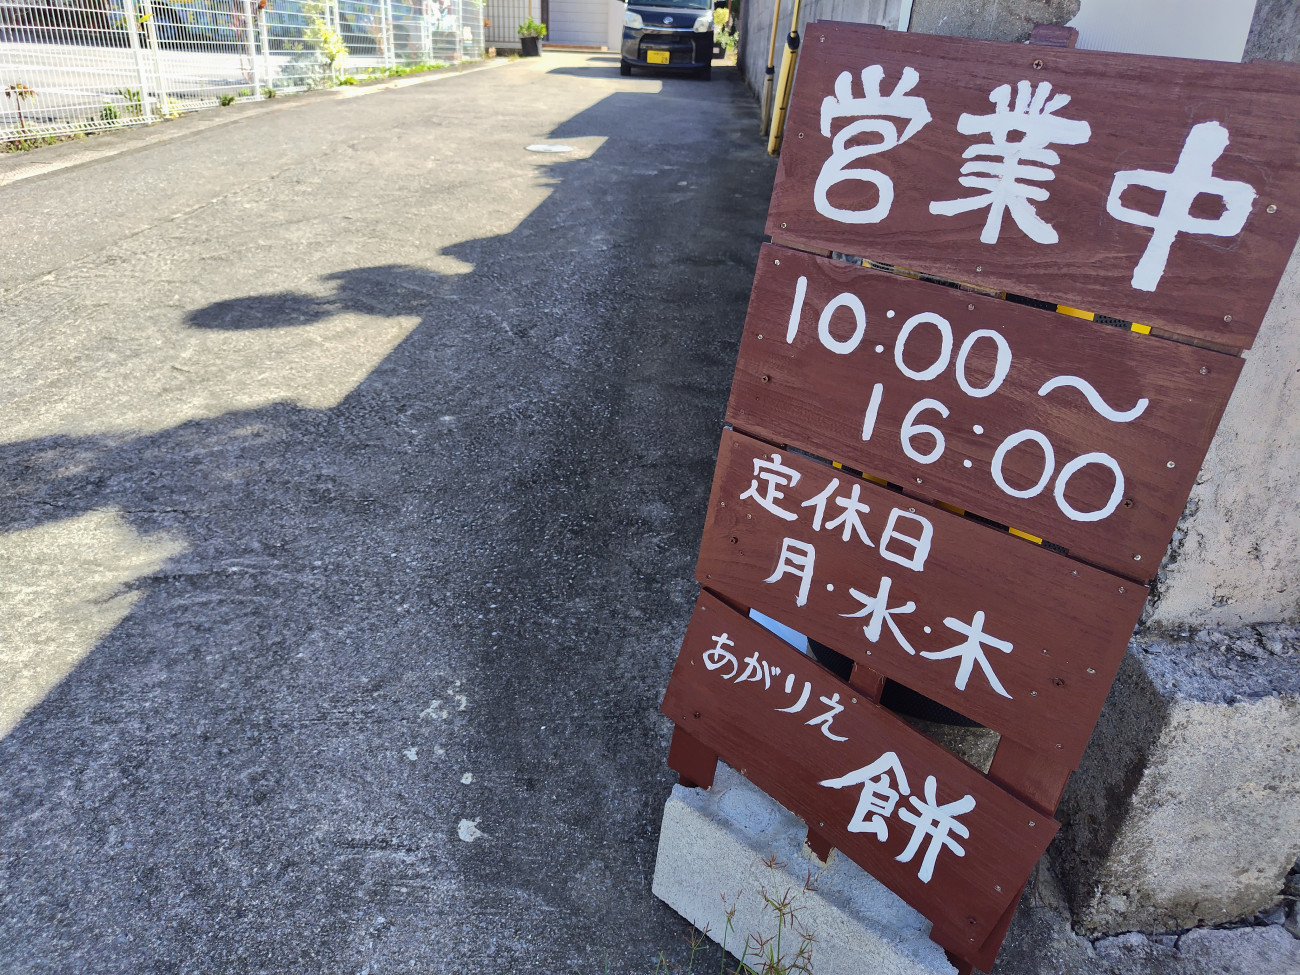 営業中
10:00～
16:00
定休日
月・水・木
あがりえ
餅